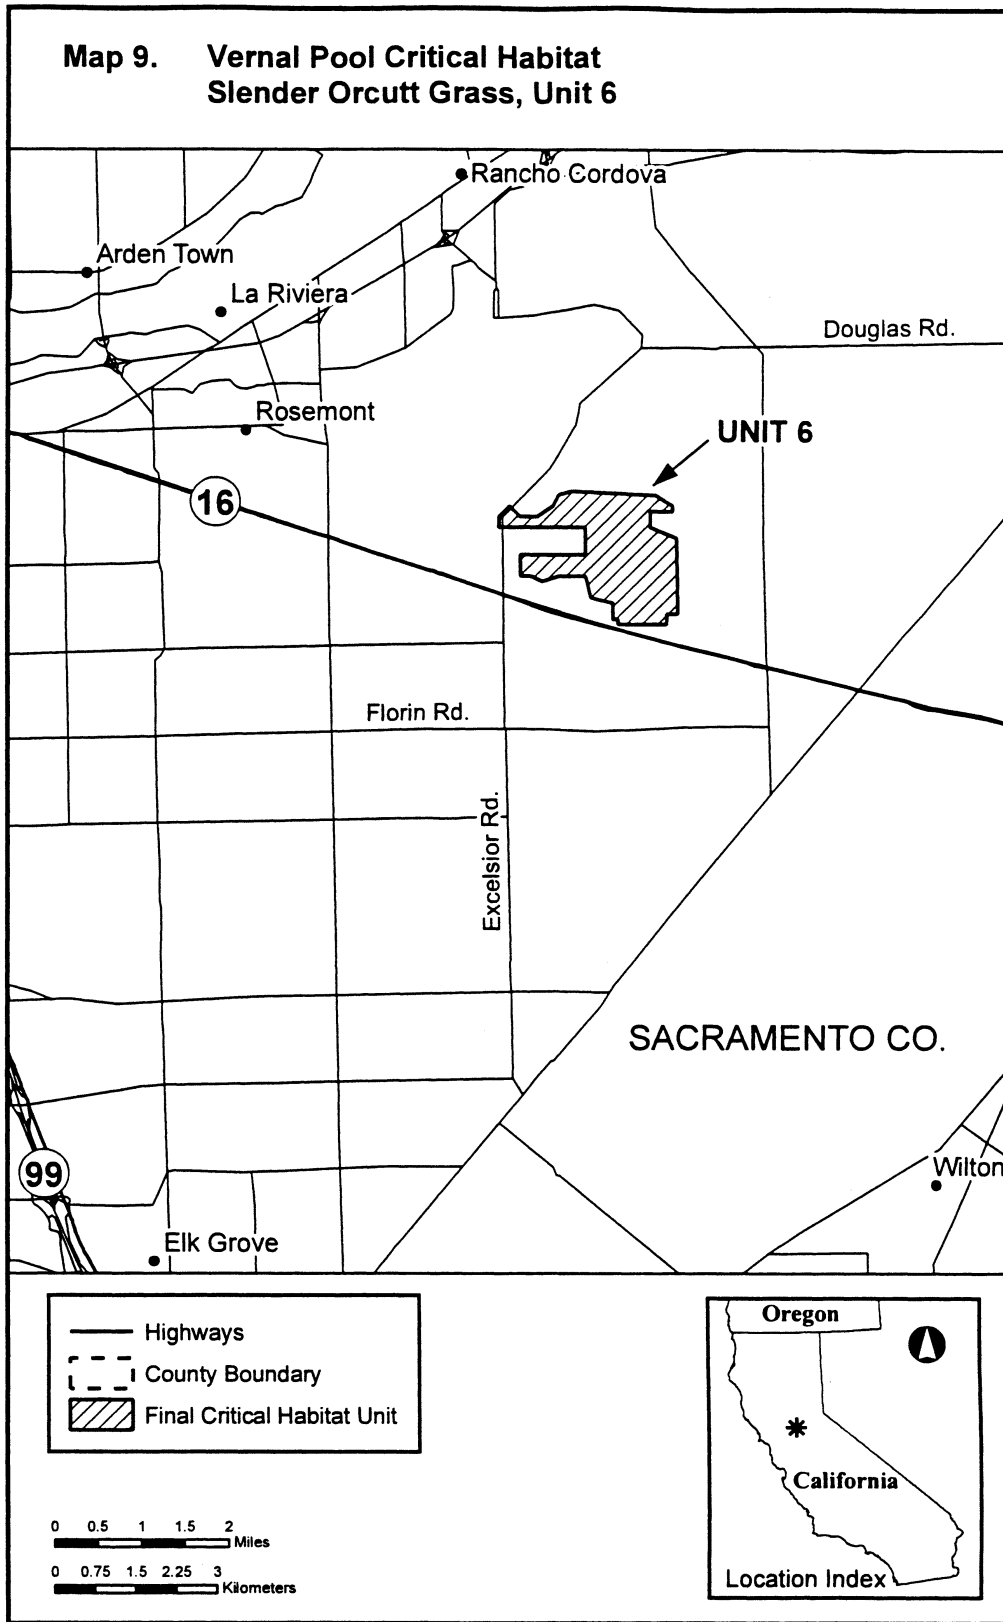 Map 9. Vernal Pool Critical Habitat
Slender Orcutt Grass, Unit 6
Rancho Cordova
Arden Town
La Riviera
Douglas Rd.
Rosemont
UNIT 6
16
Florin Rd.
Excelsior Rd.
SACRAMENTO CO.
99
Wilton
Elk Grove
Highways
County Boundary
Final Critical Habitat Unit
0 0.5 1 1.5 2
Miles
0 0.75 1.5 2.25 3
Kilometers
Oregon
California
Location Index